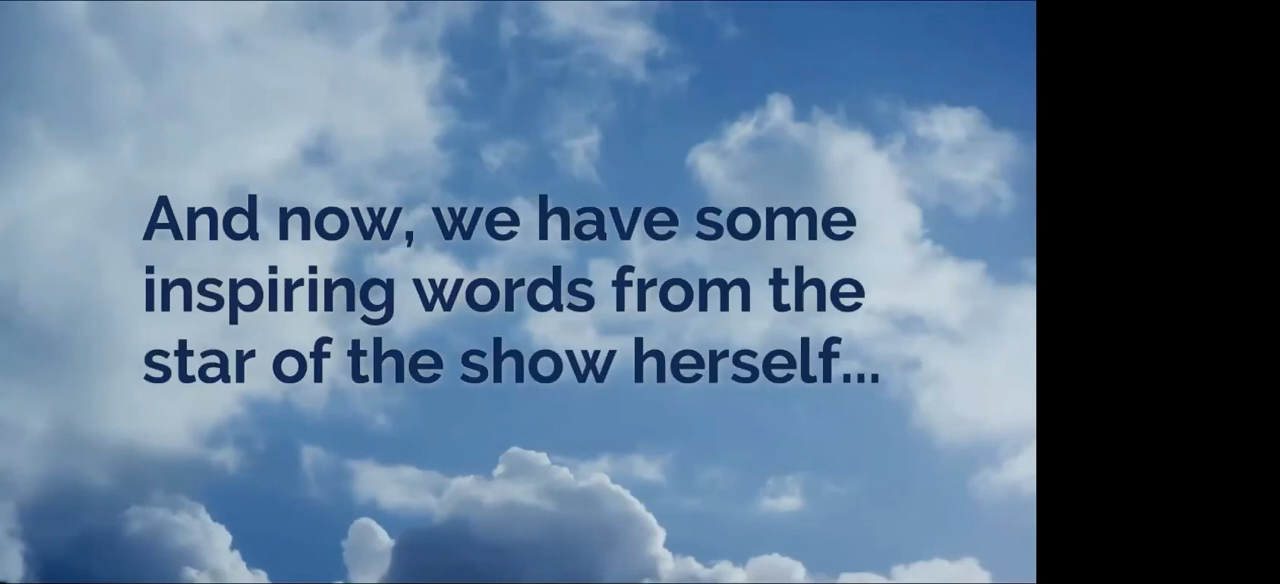 And now, we have some
inspiring words from the
star of the show herself...